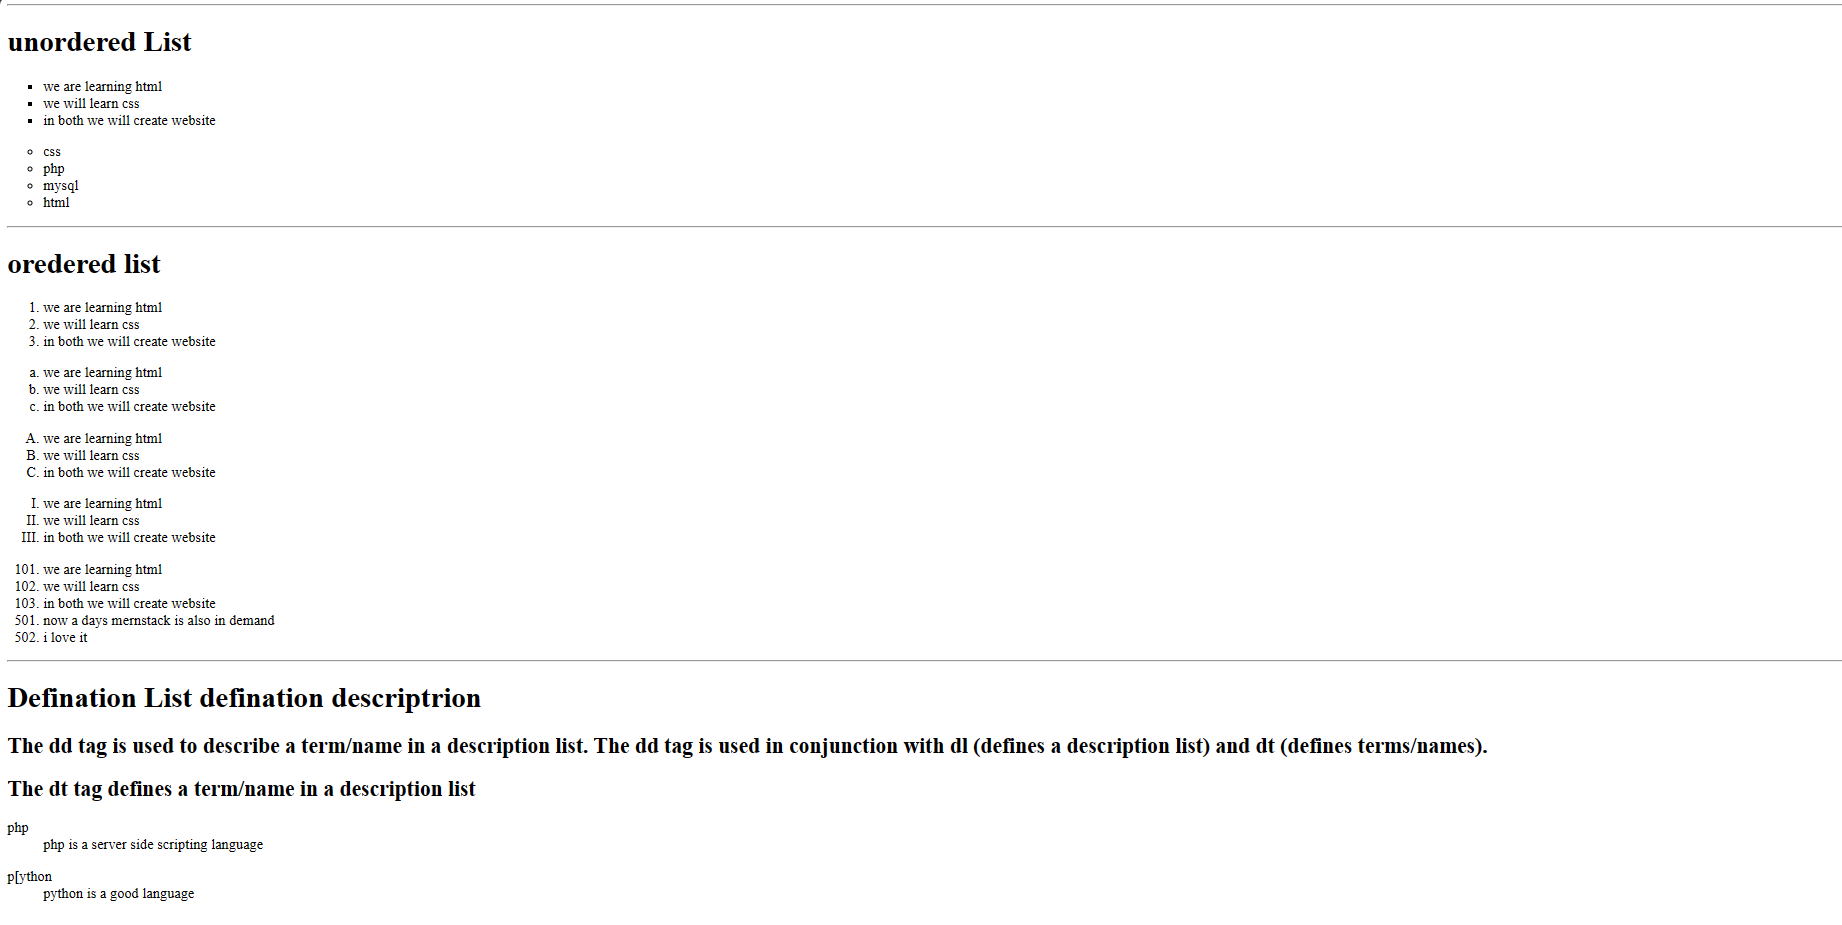 unordered List
▪ we are learning html
▪ we will learn css
▪ in both we will create website
◦ css
◦ php
◦ mysql
◦ html
oredered list
1. we are learning html
2. we will learn css
3. in both we will create website
a. we are learning html
b. we will learn css
c. in both we will create website
A. we are learning html
B. we will learn css
C. in both we will create website
I. we are learning html
II. we will learn css
III. in both we will create website
101. we are learning html
102. we will learn css
103. in both we will create website
501. now a days mernstack is also in demand
502. i love it
Defination List defination descriptrion
The dd tag is used to describe a term/name in a description list. The dd tag is used in conjunction with dl (defines a description list) and dt (defines terms/names).
The dt tag defines a term/name in a description list
php
php is a server side scripting language
p[ython
python is a good language